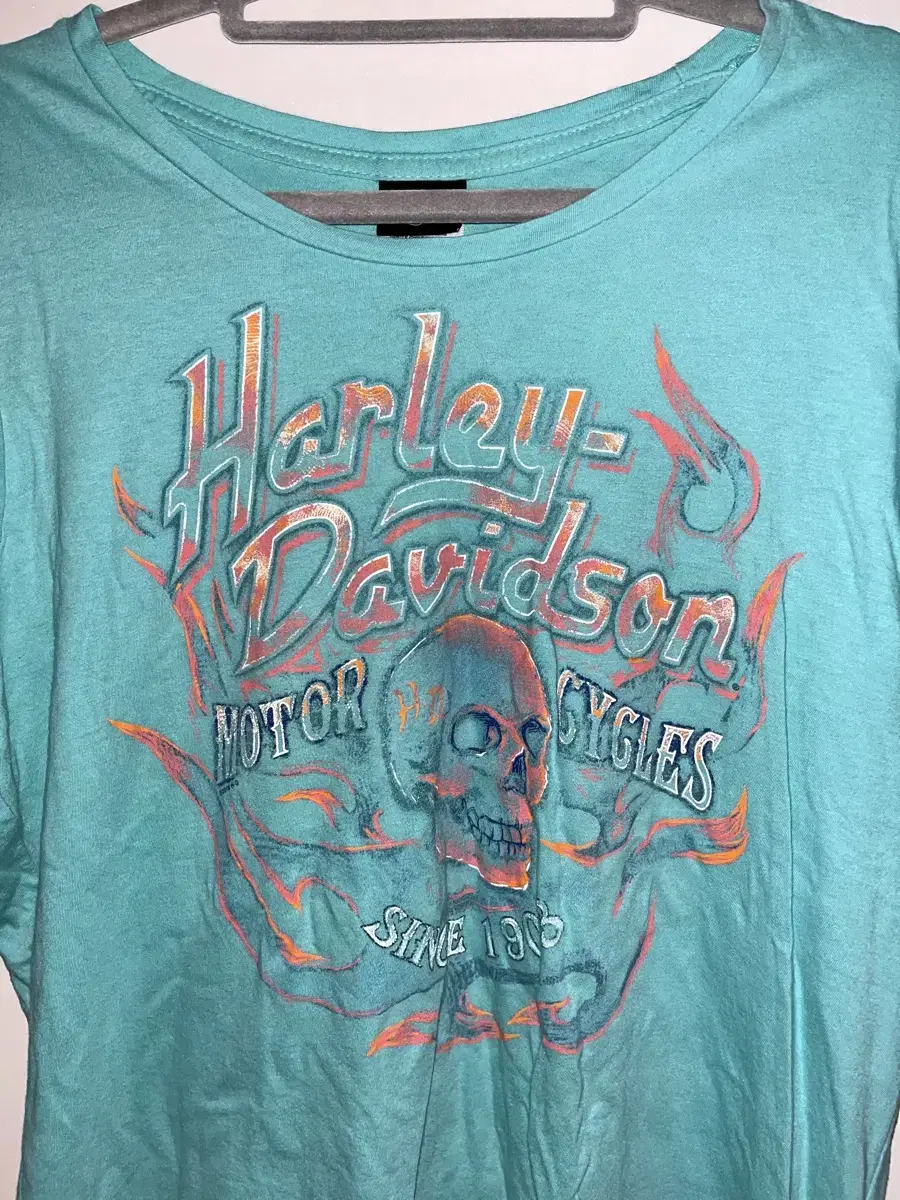 Harley-
Davidson
MOTOR CYCLES
H-D
SINCE 1903